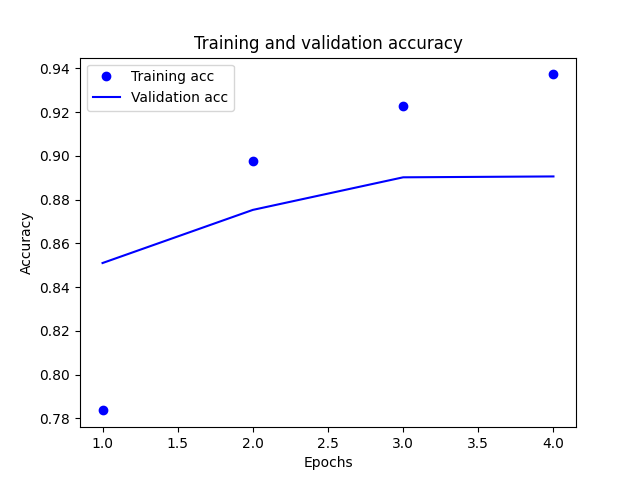 Training and validation accuracy
Training acc
Validation acc
0.94
0.92
0.90
0.88
0.86
0.84
0.82
0.80
0.78
Accuracy
1.0 1.5 2.0 2.5 3.0 3.5 4.0
Epochs